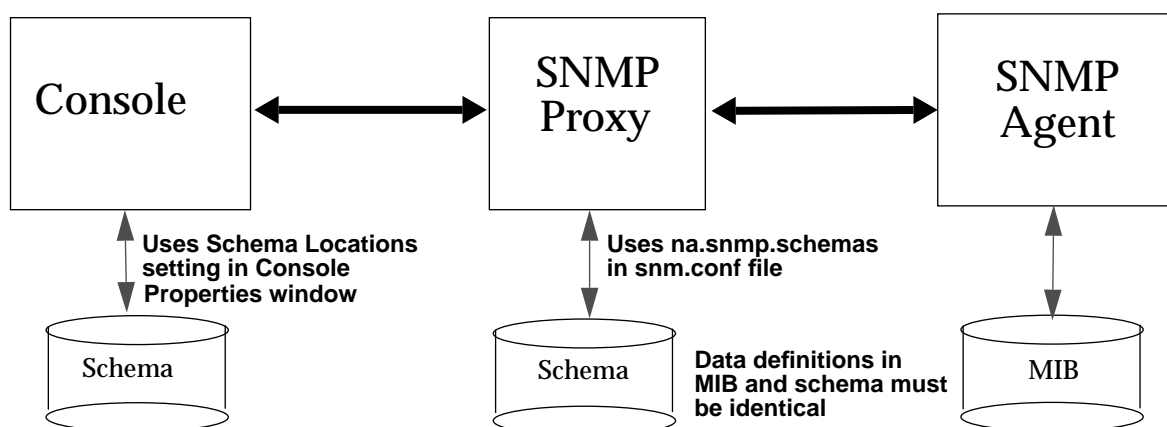 Console
SNMP
Proxy
SNMP
Agent
Uses Schema Locations
setting in Console
Properties window
Uses na.snmp.schemas
in snm.conf file
Schema
Schema
Data definitions in
MIB and schema must
be identical
MIB